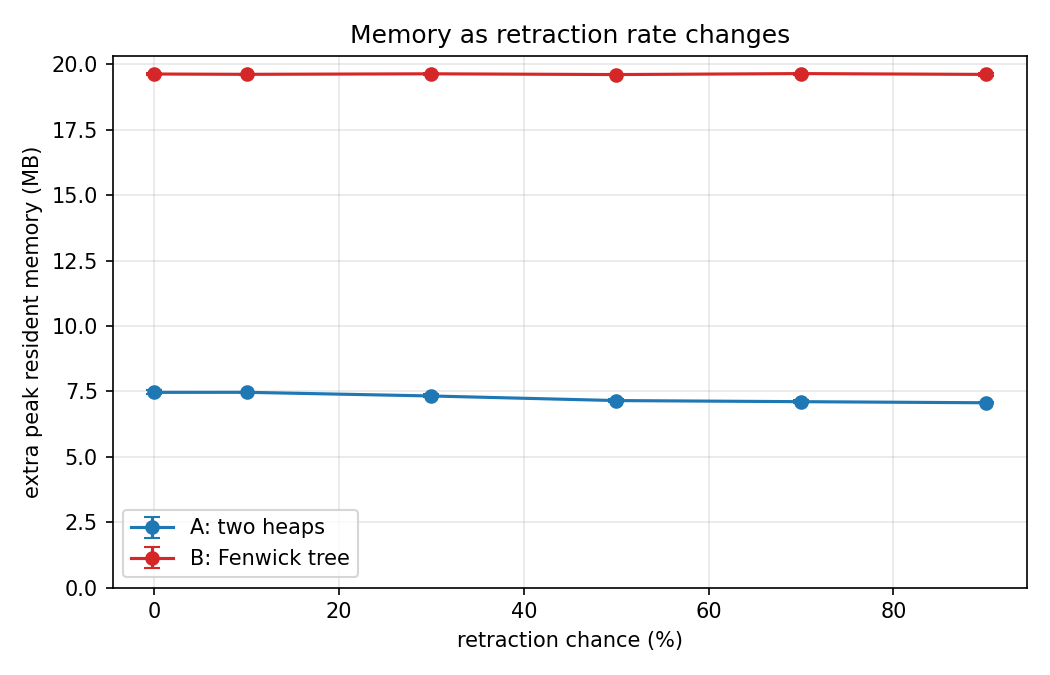 Memory as retraction rate changes
extra peak resident memory (MB)
20.0
17.5
15.0
12.5
10.0
7.5
5.0
2.5
0.0
A: two heaps
B: Fenwick tree
0 20 40 60 80
retraction chance (%)